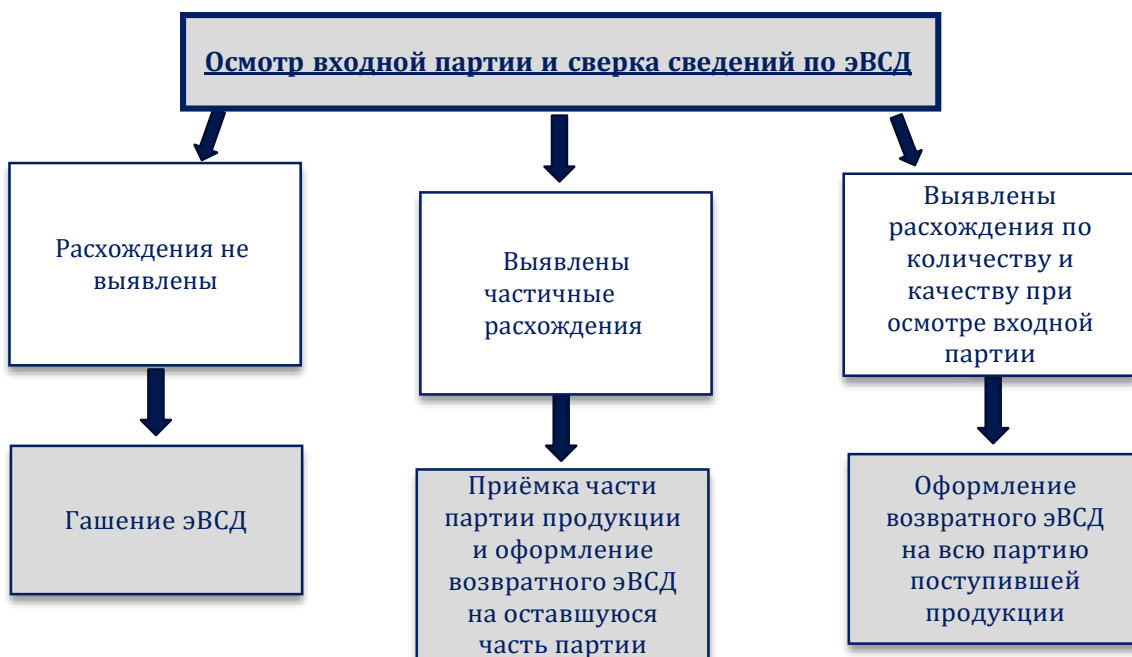 Осмотр входной партии и сверка сведений по эВСД
Расхождения не
выявлены
Выявлены
частичные
расхождения
Выявлены
расхождения по
количеству и
качеству при
осмотре входной
партии
Гашение эВСД
Приёмка части
партии продукции
и оформление
возвратного эВСД
на оставшуюся
часть партии
Оформление
возвратного эВСД
на всю партию
поступившей
продукции